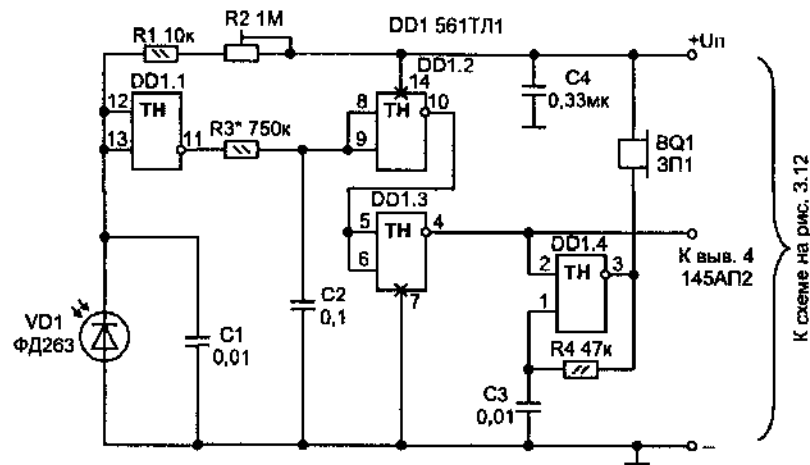 R1 10к
R2 1М
DD1 561ТЛ1
+Uп
DD1.1
DD1.2
12
13
ТН
11
R3* 750к
14
8
9
ТН
10
C4
0,33мк
BQ1
ЗП1
DD1.3
5
6
ТН
4
7
DD1.4
2
1
ТН
3
К выв. 4
145АП2
К схеме на рис. 3.12
VD1
ФД263
C1
0,01
C2
0,1
R4 47к
C3
0,01
–